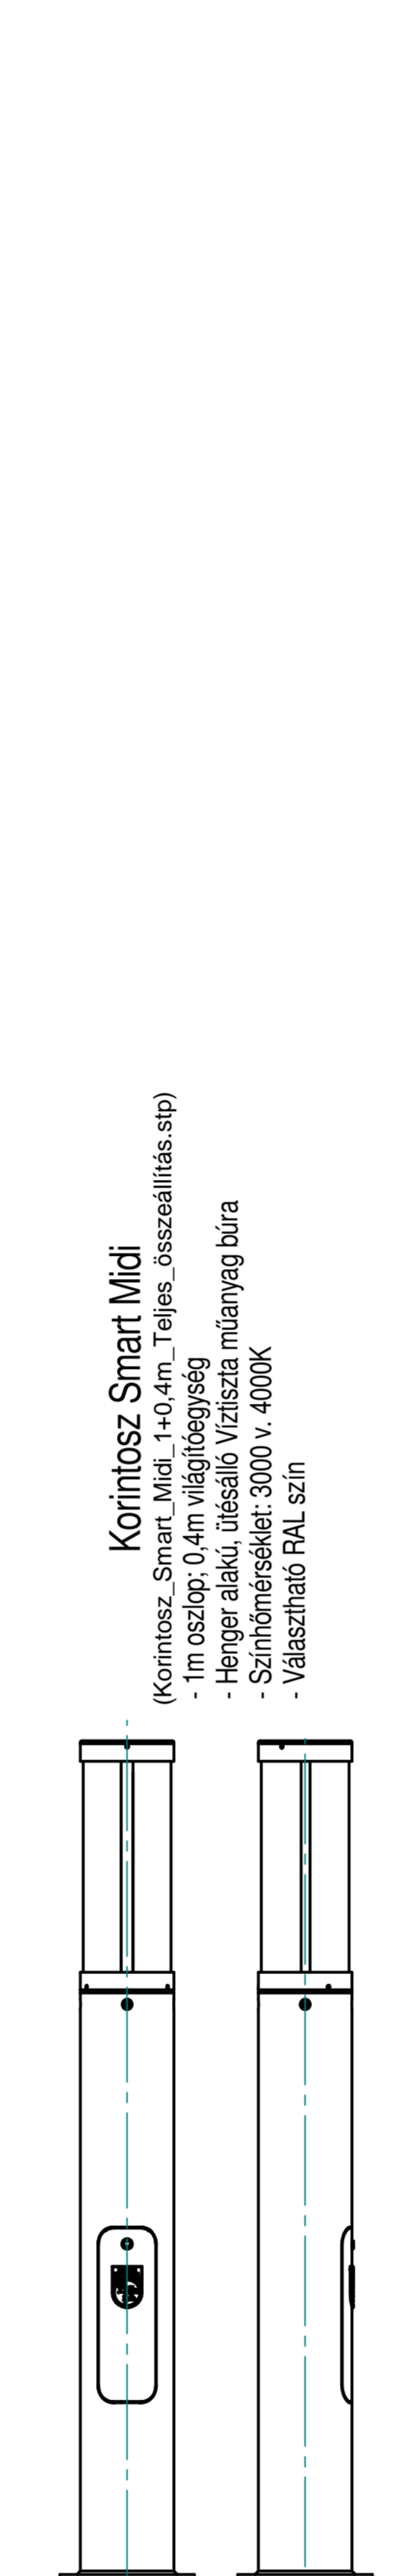 Korintosz Smart Midi
(Korintosz_Smart_Midi_1+0,4m_Teljes_összeállítás.stp)
- 1m oszlop; 0,4m világítóegység
- Henger alakú, ütésálló Víztiszta műanyag búra
- Színhőmérséklet: 3000 v. 4000K
- Választható RAL szín